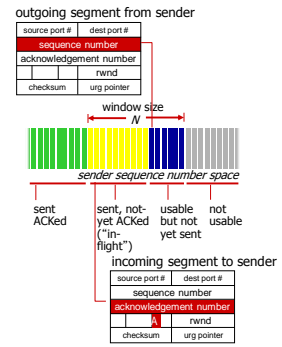 outgoing segment from sender
source port # dest port #
sequence number
acknowledgement number
rwnd
checksum urg pointer
window size
N
sender sequence number space
sent
ACKed
sent, not-
yet ACKed
("in-
flight")
usable
but not
yet sent
not
usable
incoming segment to sender
source port # dest port #
sequence number
acknowledgement number
A rwnd
checksum urg pointer